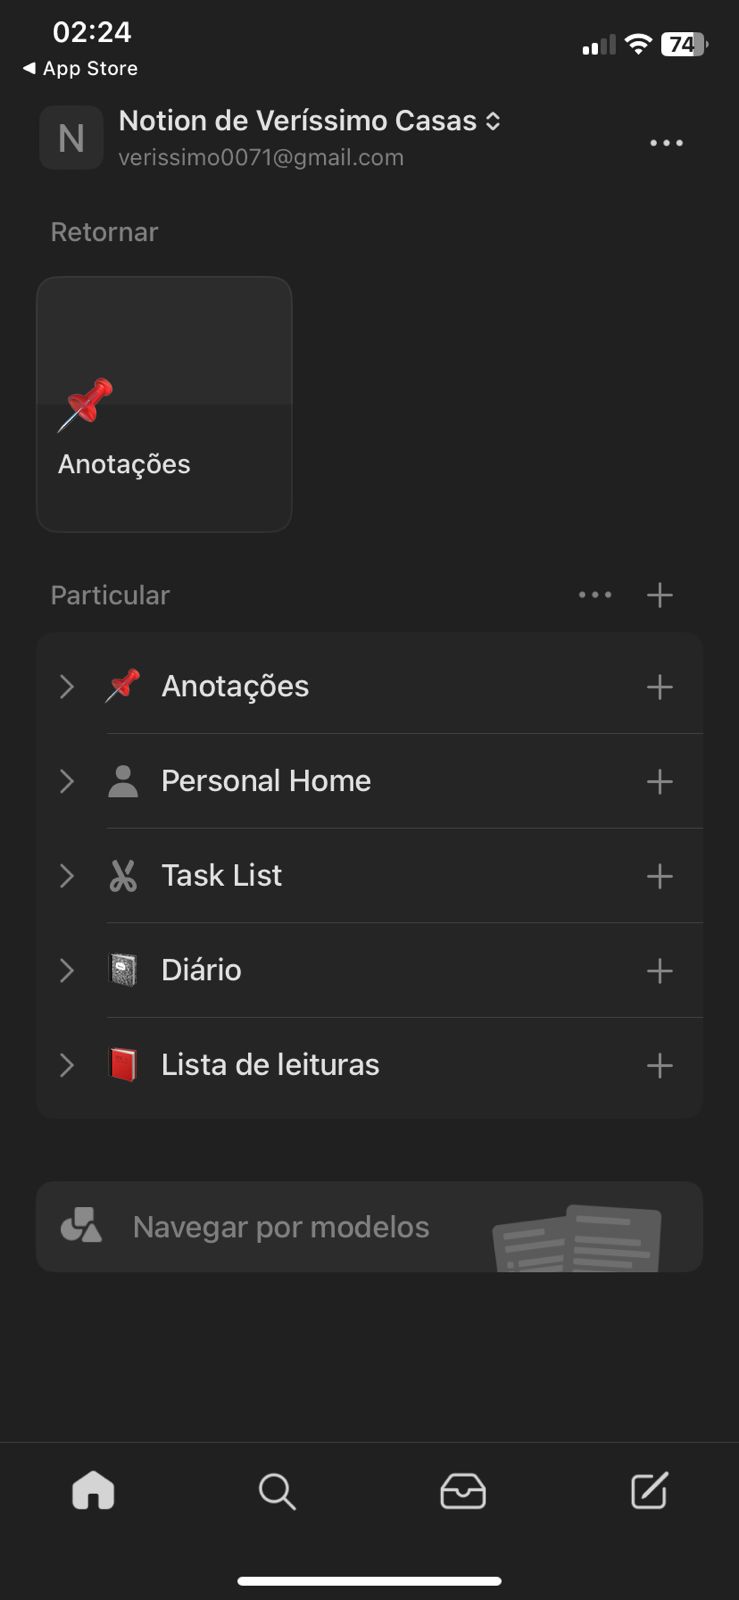 02:24
74
◀ App Store
N
Notion de Veríssimo Casas
verissimo0071@gmail.com
Retornar
Anotações
Particular
Anotações
Personal Home
Task List
Diário
Lista de leituras
Navegar por modelos